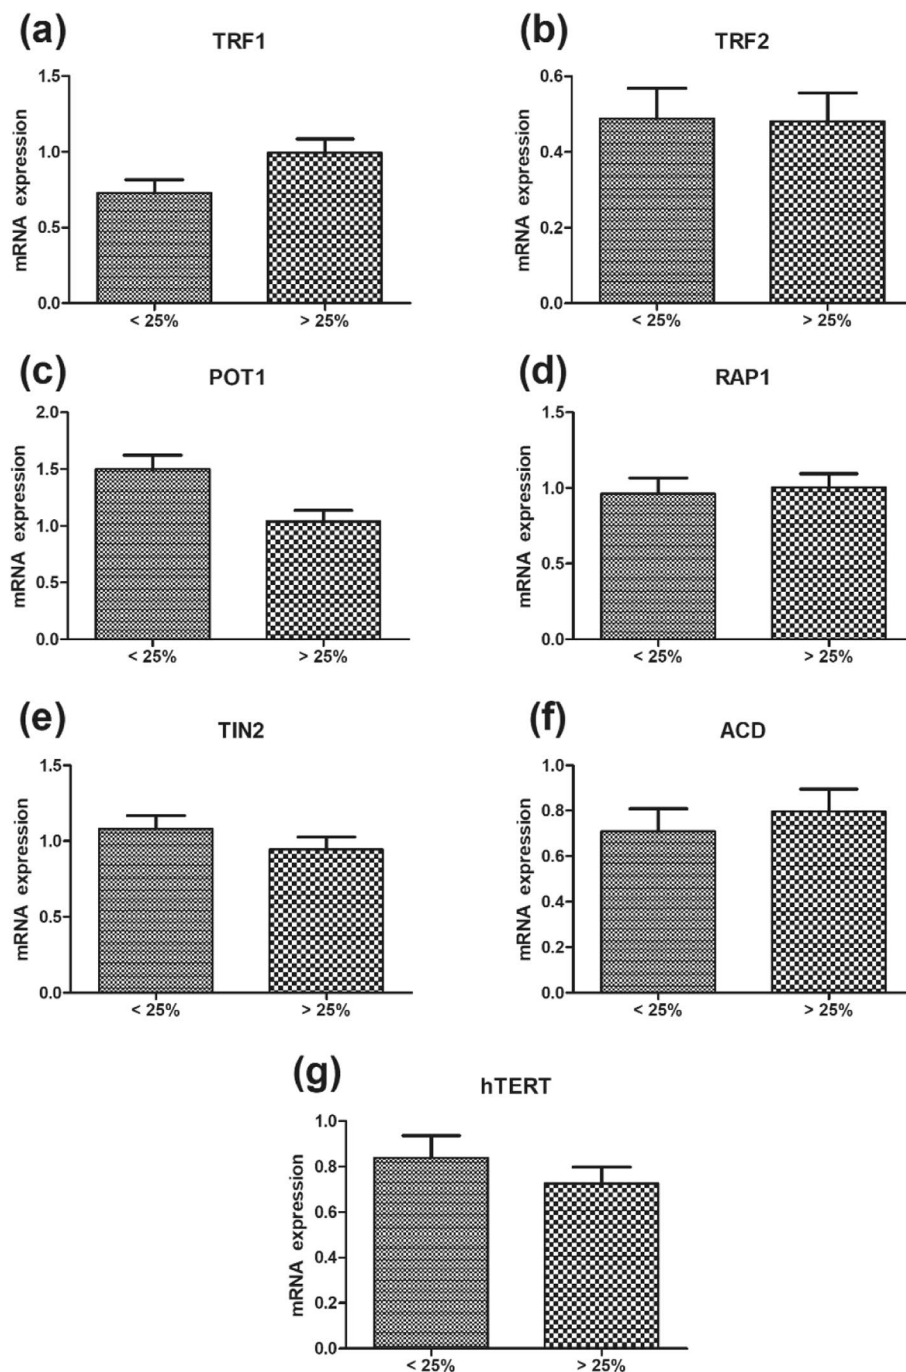 (a)
TRF1
mRNA expression
1.5
1.0
0.5
0.0
< 25%
> 25%
(b)
TRF2
mRNA expression
0.6
0.4
0.2
0.0
< 25%
> 25%
(c)
POT1
mRNA expression
2.0
1.5
1.0
0.5
0.0
< 25%
> 25%
(d)
RAP1
mRNA expression
1.5
1.0
0.5
0.0
< 25%
> 25%
(e)
TIN2
mRNA expression
1.5
1.0
0.5
0.0
< 25%
> 25%
(f)
ACD
mRNA expression
1.0
0.8
0.6
0.4
0.2
0.0
< 25%
> 25%
(g)
hTERT
mRNA expression
1.0
0.8
0.6
0.4
0.2
0.0
< 25%
> 25%